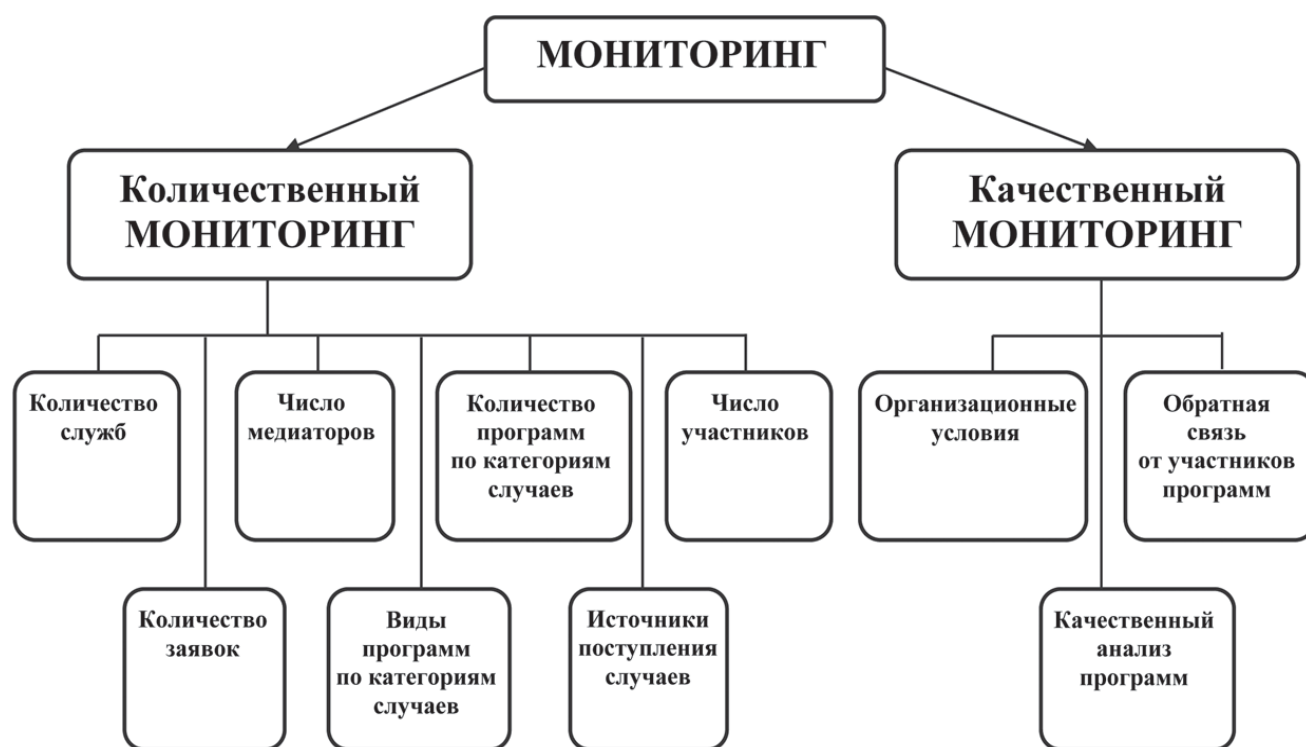 МОНИТОРИНГ
Количественный
МОНИТОРИНГ
Качественный
МОНИТОРИНГ
Количество
служб
Число
медиаторов
Количество
программ
по категориям
случаев
Число
участников
Организационные
условия
Обратная
связь
от участников
программ
Количество
заявок
Виды
программ
по категориям
случаев
Источники
поступления
случаев
Качественный
анализ
программ